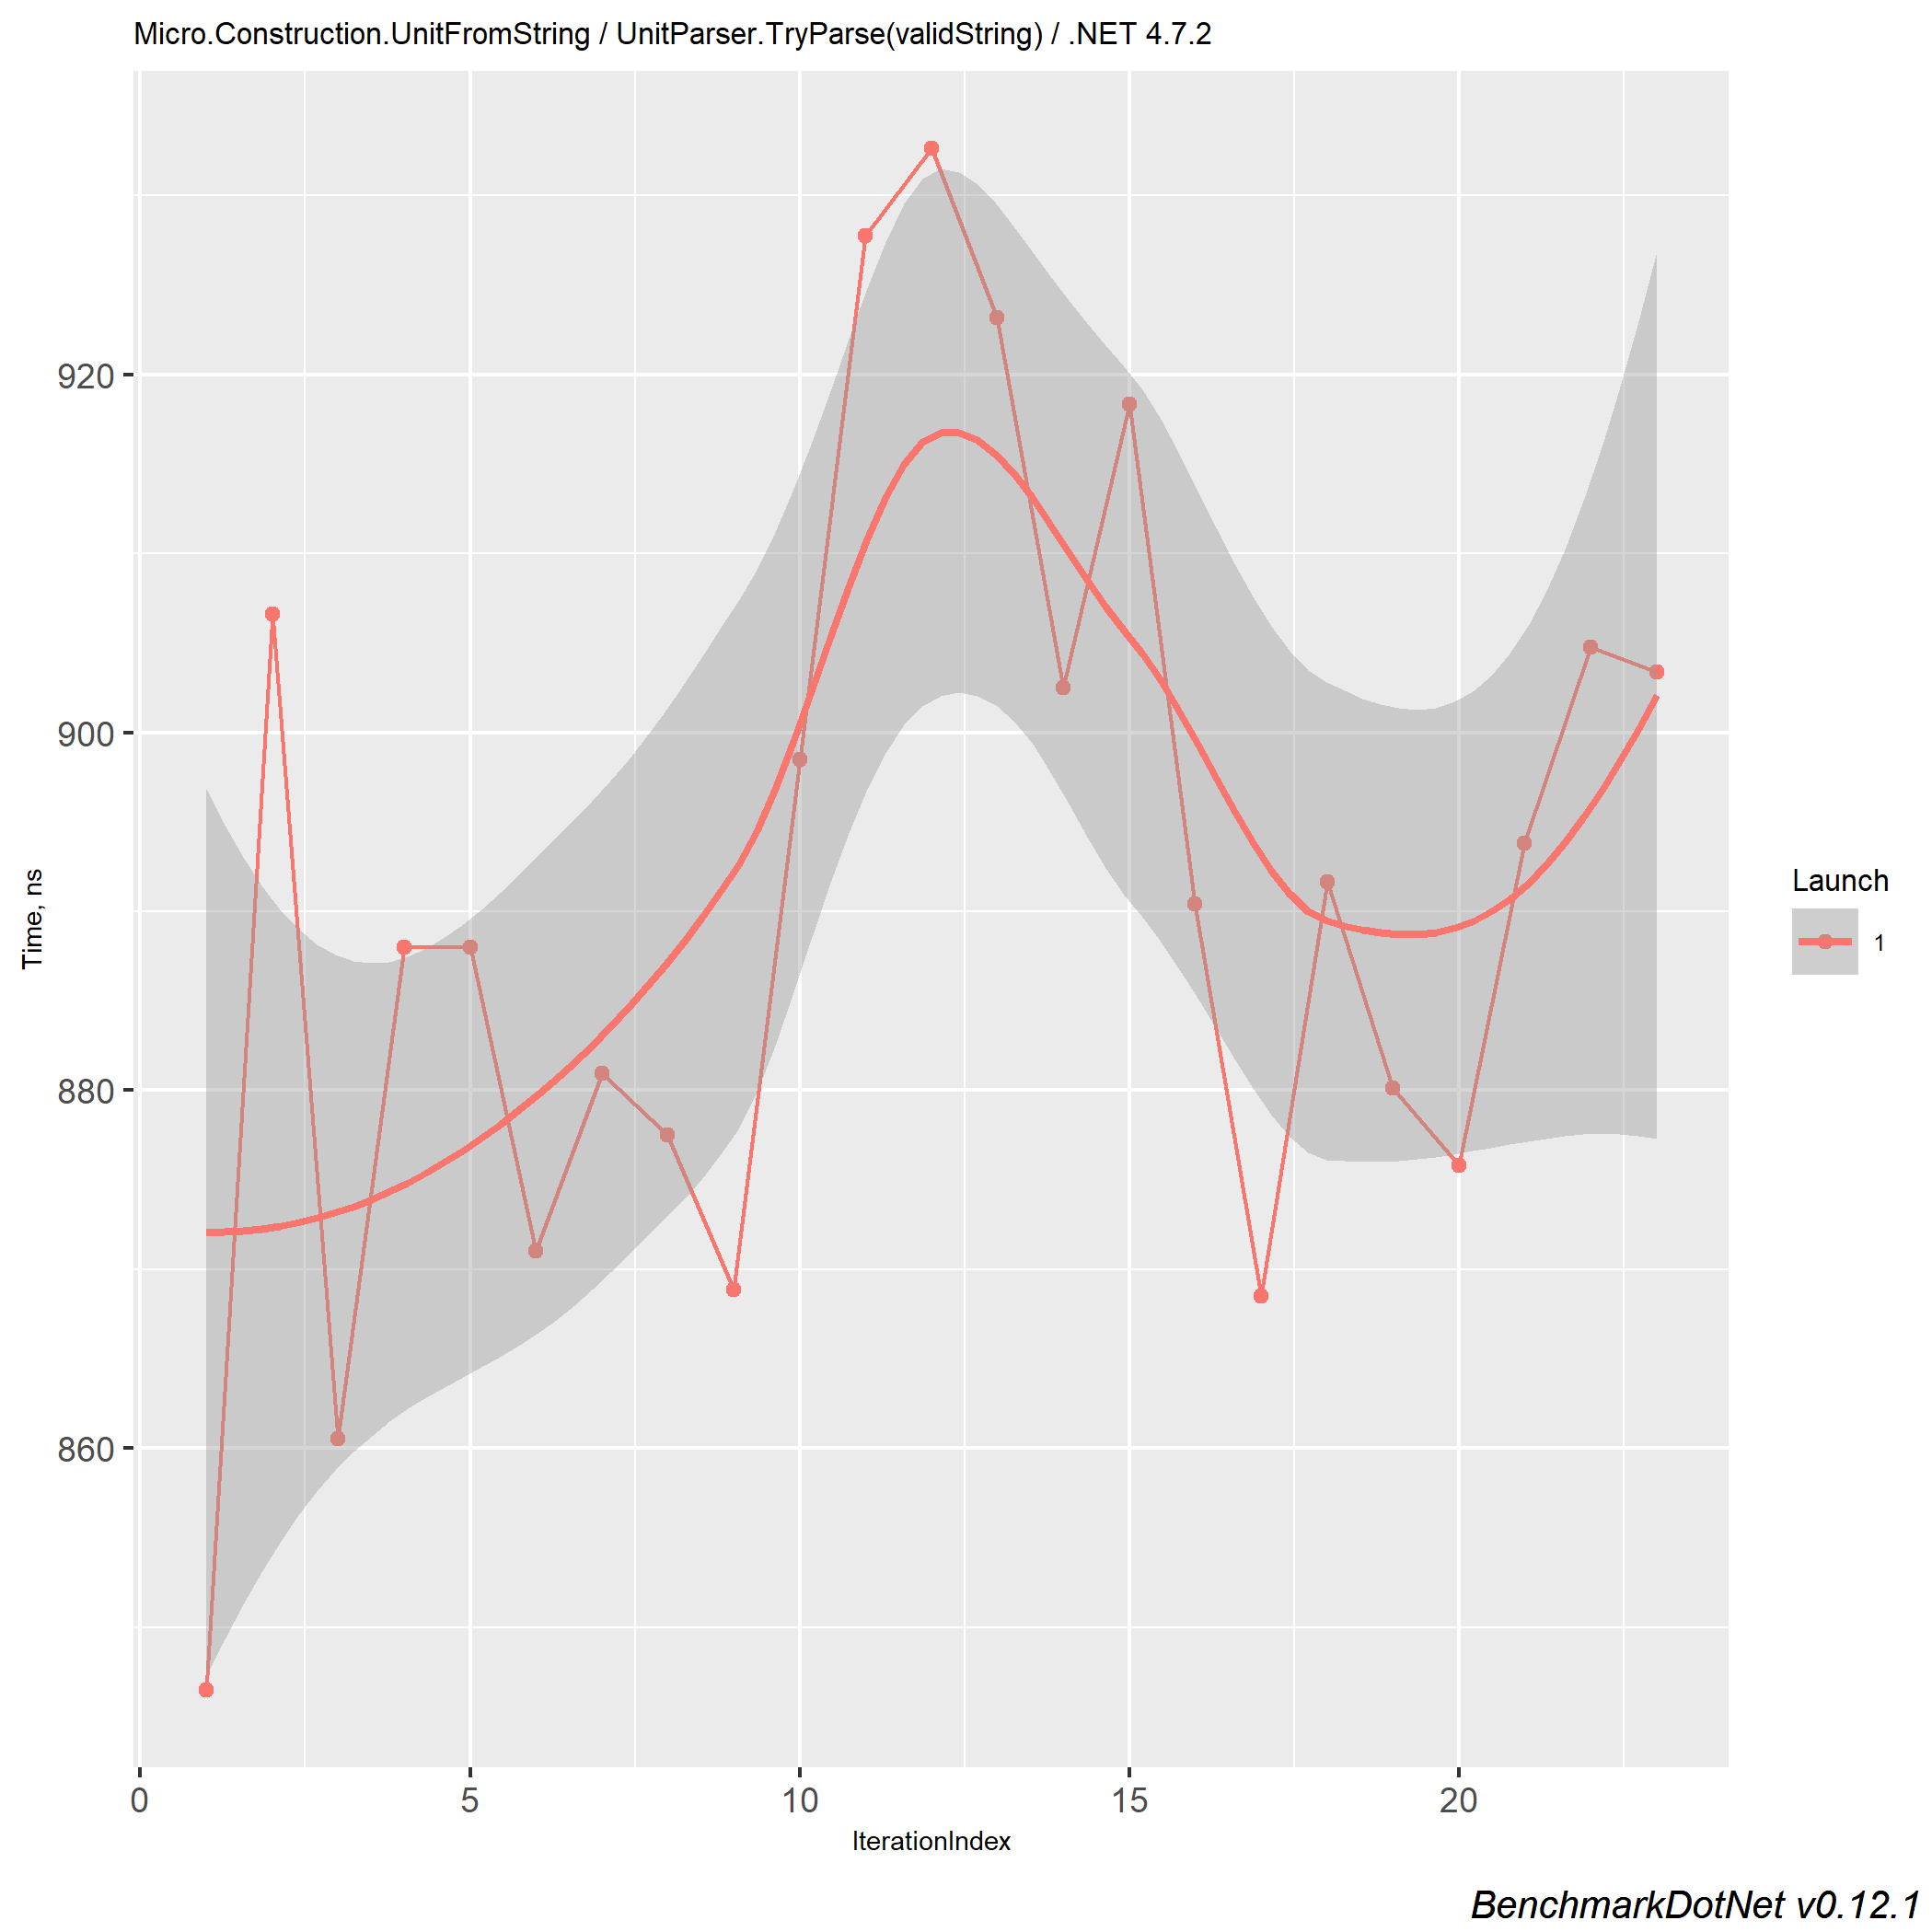 Micro.Construction.UnitFromString / UnitParser.TryParse(validString) / .NET 4.7.2
920
900
880
860
Time, ns
0 5 10 15 20
IterationIndex
Launch
1
BenchmarkDotNet v0.12.1